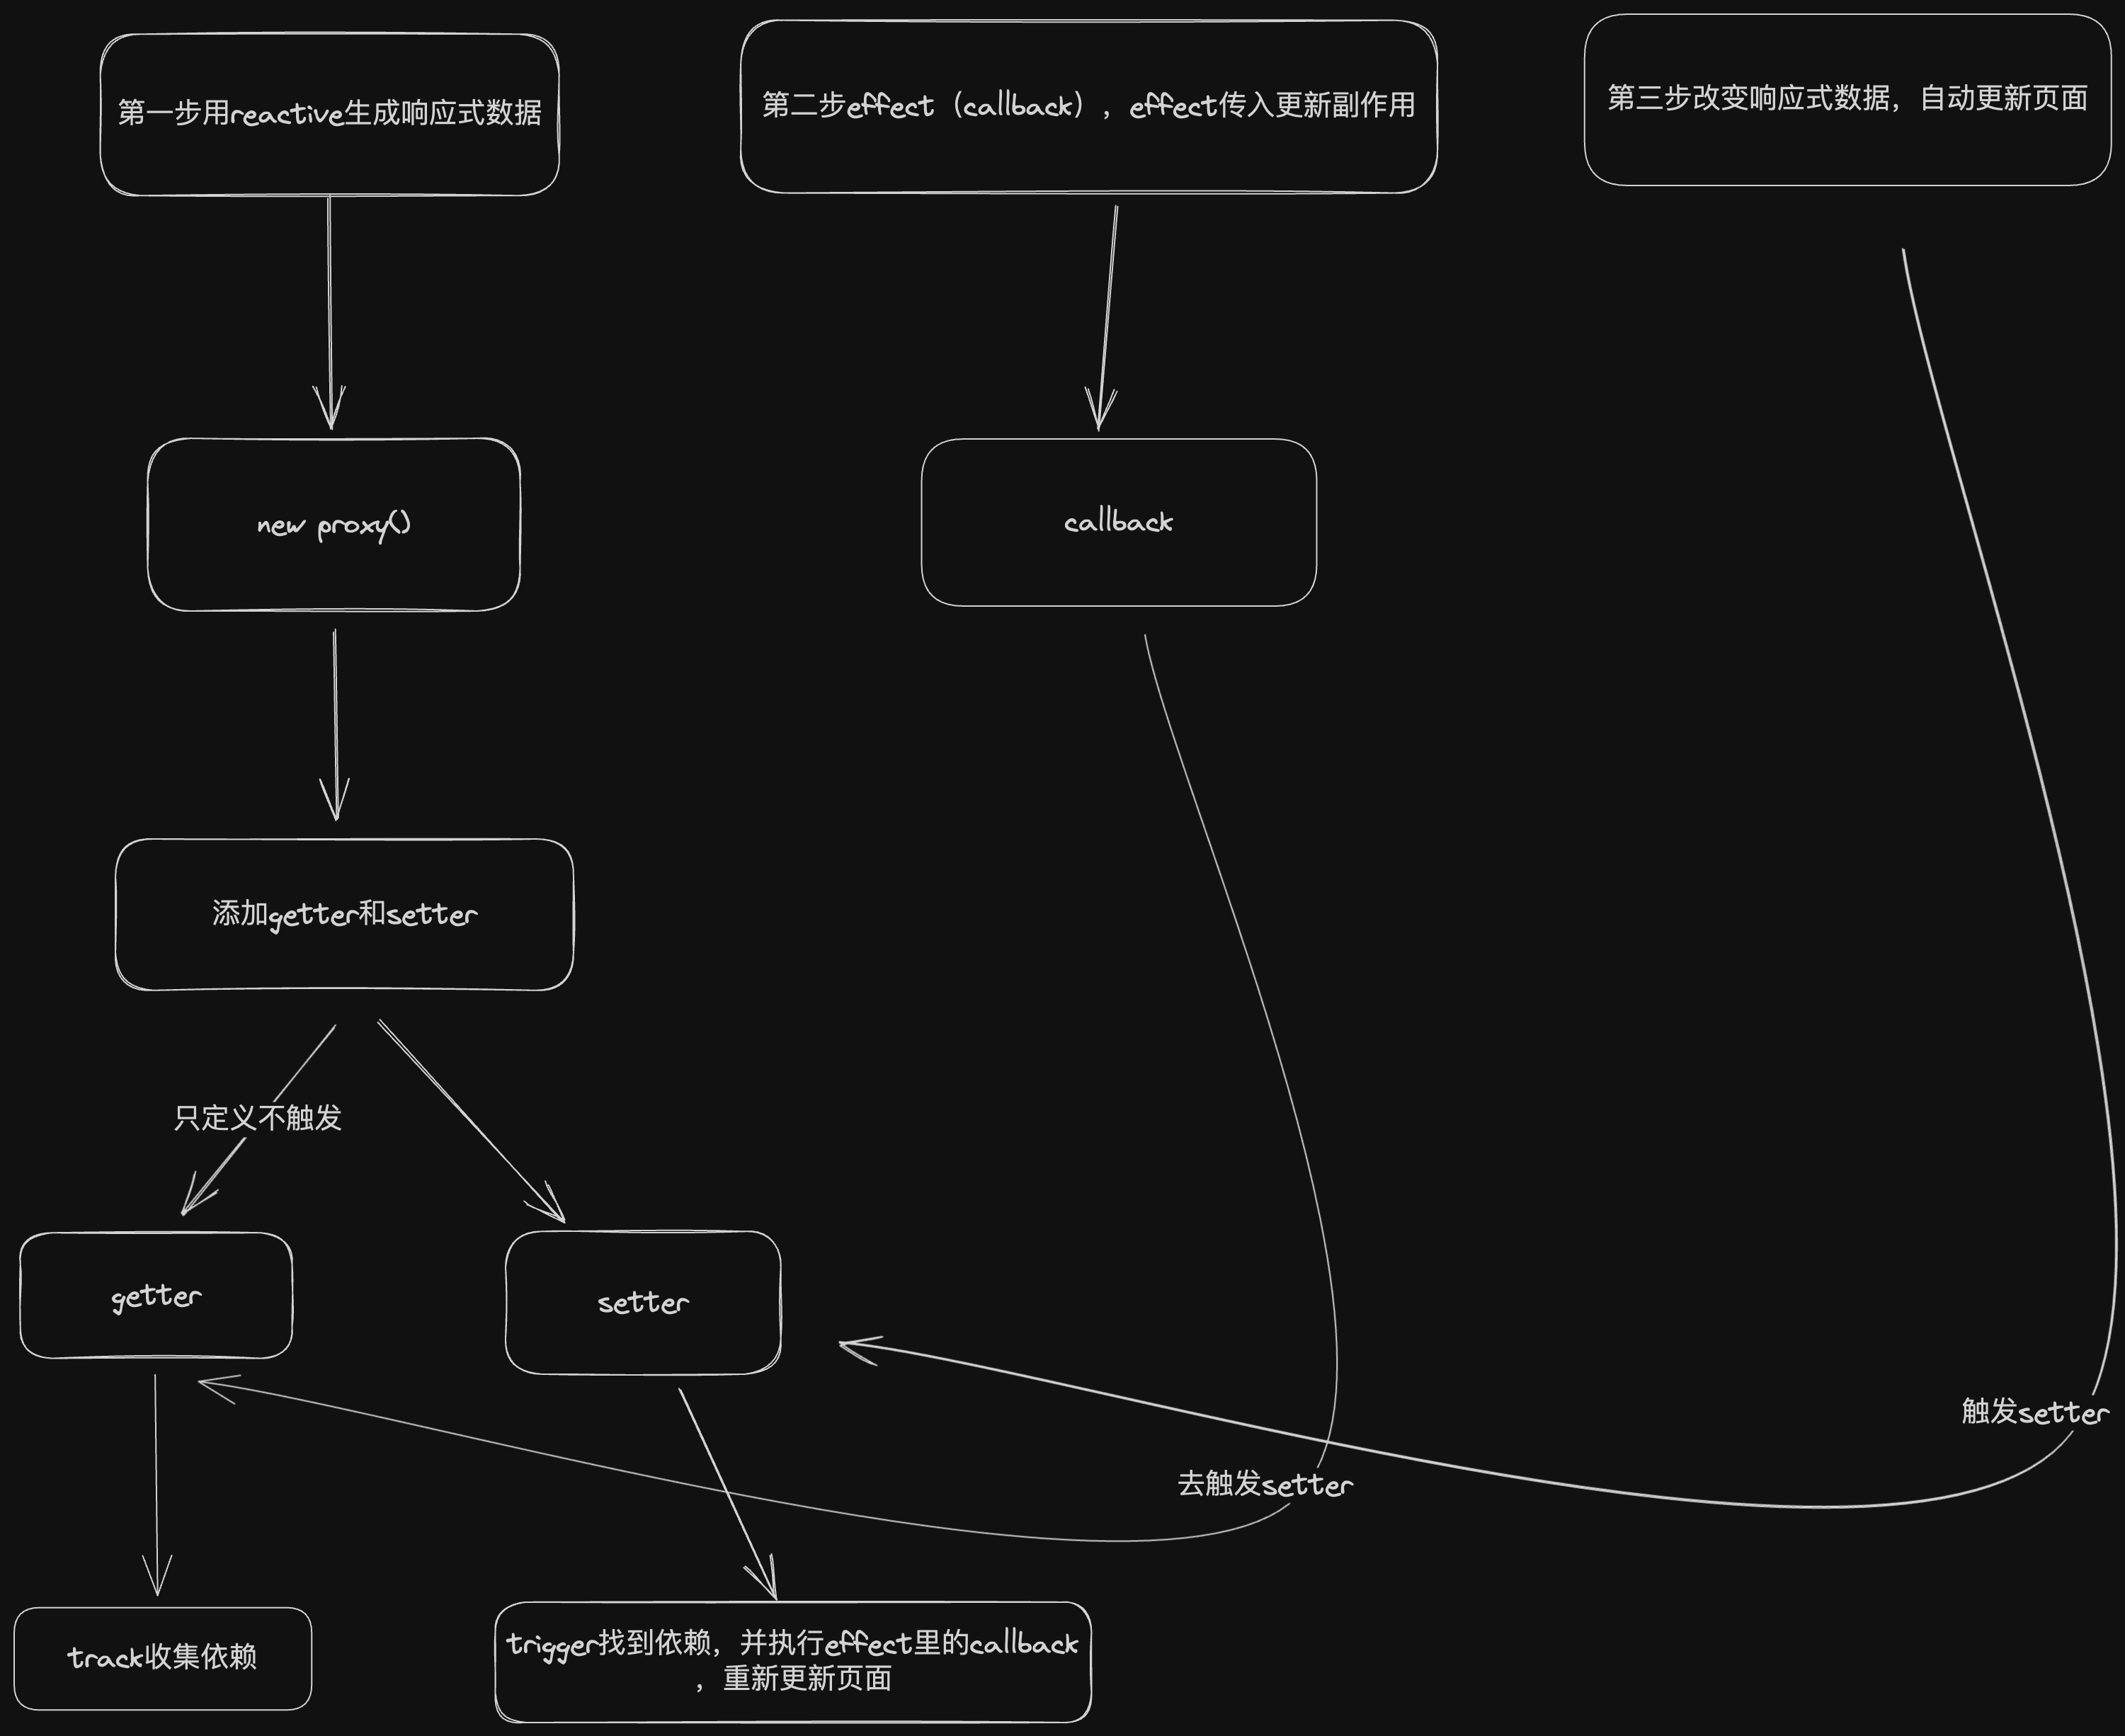 第一步用reactive生成响应式数据
第二步effect（callback），effect传入更新副作用
第三步改变响应式数据，自动更新页面
new proxy()
callback
添加getter和setter
只定义不触发
getter
setter
触发setter
去触发setter
track收集依赖
trigger找到依赖，并执行effect里的callback
，重新更新页面